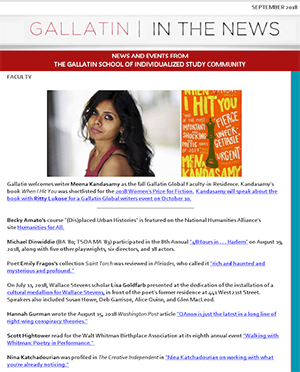 SEPTEMBER 2018
GALLATIN | IN THE NEWS
NEWS AND EVENTS FROM
THE GALLATIN SCHOOL OF INDIVIDUALIZED STUDY COMMUNITY
FACULTY
WHEN I HIT YOU
FIERCE
UNFORGETTABLE
URGENT
MEENA KANDASAMY
Gallatin welcomes writer Meena Kandasamy as the full Gallatin Global Faculty-in-Residence. Kandasamy's
book When I Hit You was shortlisted for the 2018 Women's Prize for Fiction. Kandasamy will speak about the
book with Ritty Lukose for a Gallatin Global writers event on October 30.
Becky Amato's course "(Dis)placed Urban Histories" is featured on the National Humanities Alliance's
site Humanities for All.
Michael Dinwiddie (BA '85; TSOA MA '83) participated in the 8th Annual "48Hours in . . . Harlem" on August 29,
2018, along with five other playwrights, six directors, and 18 actors.
Poet Emily Fragos's collection Saint Torch was reviewed in Pleiades, who called it "rich and haunting and
mysterious and profound."
On July 21, 2018, Wallace Stevens scholar Lisa Goldfarb presented at the dedication of the installation of a
cultural medallion for Wallace Stevens, in front of the poet's former residence at 441 West 21st Street.
Speakers also included Susan Howe, Deb Garrison, Alice Quinn, and Glen MacLeod.
Hannah Gurman wrote the August 25, 2018 Washington Post article "QAnon is just the latest in a long line of
right-wing conspiracy theories."
Scott Hightower read for the Walt Whitman Birthplace Association at its eighth annual event "Walking with
Whitman: Poetry in Performance."
Nina Katchadourian was profiled in The Creative Independent in "Nina Katchadourian on working with what
you're already noticing."